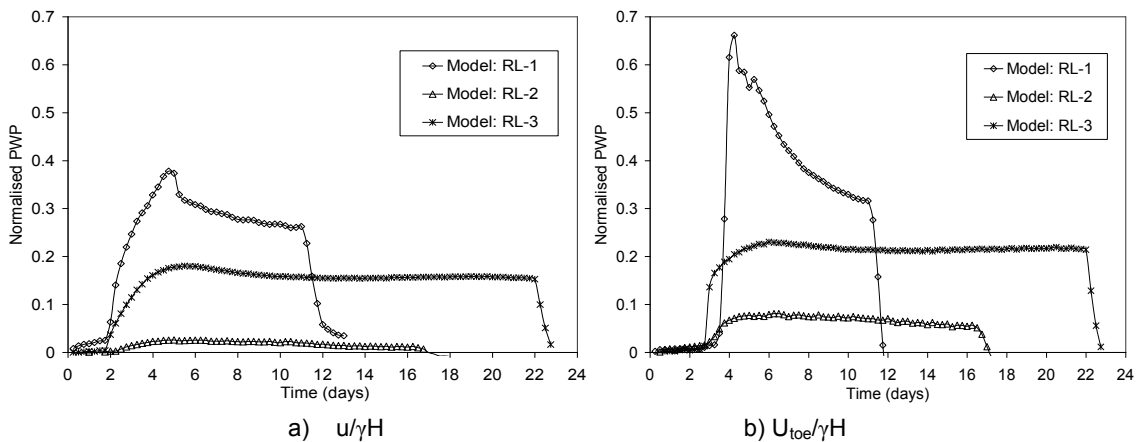 0.7
0.6
0.5
0.4
0.3
0.2
0.1
0
Normalised PWP
0 2 4 6 8 10 12 14 16 18 20 22 24
Time (days)
Model: RL-1
Model: RL-2
Model: RL-3
a) u/γH
0.7
0.6
0.5
0.4
0.3
0.2
0.1
0
Normalised PWP
0 2 4 6 8 10 12 14 16 18 20 22 24
Time (days)
Model: RL-1
Model: RL-2
Model: RL-3
b) Utoe/γH